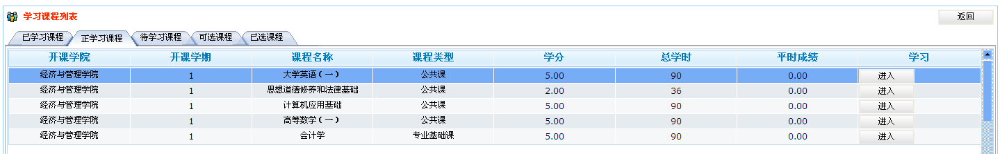 学习课程列表 返回
已学习课程 正学习课程 待学习课程 可选课程 已选课程
开课学院 开课学期 课程名称 课程类型 学分 总学时 平时成绩 学习
经济与管理学院 1 大学英语（一） 公共课 5.00 90 0.00 进入
经济与管理学院 1 思想道德修养和法律基础 公共课 2.00 36 0.00 进入
经济与管理学院 1 计算机应用基础 公共课 5.00 90 0.00 进入
经济与管理学院 1 高等数学（一） 公共课 5.00 90 0.00 进入
经济与管理学院 1 会计学 专业基础课 5.00 90 0.00 进入